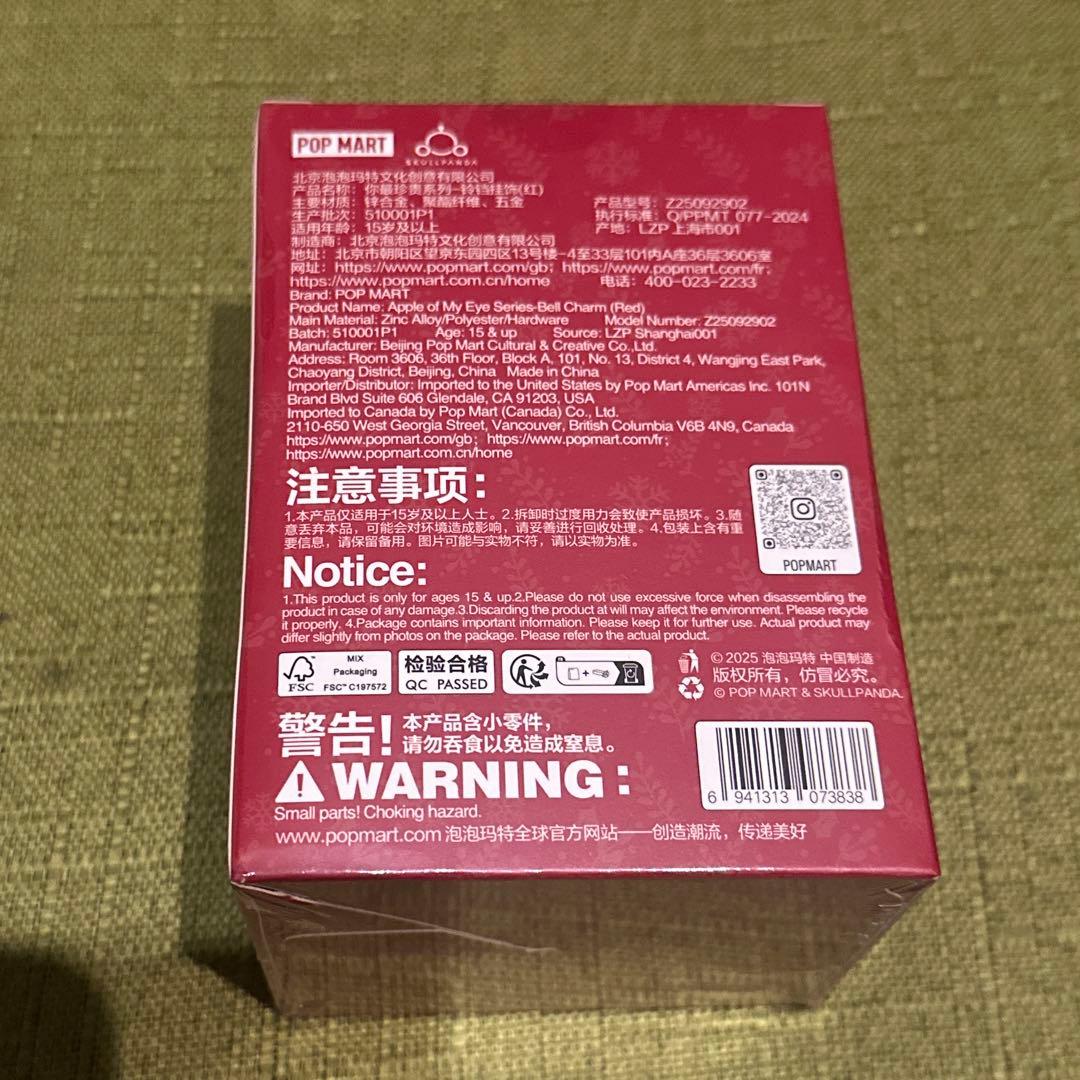 POP MART
SKULLPANDA
北京泡泡玛特文化创意有限公司
产品名称：你最珍贵系列-铃铛挂饰(红)
主要材质：锌合金、聚酯纤维、五金 产品型号：Z25092902
生产批次：510001P1 执行标准：Q/PPMT 077-2024
适用年龄：15岁及以上 产地：LZP 上海市001
制造商：北京泡泡玛特文化创意有限公司
地址：北京市朝阳区望京东园四区13号楼-4至33层101内A座36层3606室
网址：https://www.popmart.com/gb；https://www.popmart.com/fr；
https://www.popmart.com.cn/home 电话：400-023-2233
Brand: POP MART
Product Name: Apple of My Eye Series-Bell Charm (Red)
Main Material: Zinc Alloy/Polyester/Hardware Model Number: Z25092902
Batch: 510001P1 Age: 15 & up Source: LZP Shanghai001
Manufacturer: Beijing Pop Mart Cultural & Creative Co.,Ltd.
Address: Room 3606, 36th Floor, Block A, 101, No. 13, District 4, Wangjing East Park,
Chaoyang District, Beijing, China Made in China
Importer/Distributor: Imported to the United States by Pop Mart Americas Inc. 101N
Brand Blvd Suite 606 Glendale, CA 91203, USA
Imported to Canada by Pop Mart (Canada) Co., Ltd.
2110-650 West Georgia Street, Vancouver, British Columbia V6B 4N9, Canada
https://www.popmart.com/gb；https://www.popmart.com/fr；
https://www.popmart.com.cn/home
注意事项：
1.本产品仅适用于15岁及以上人士。2.拆卸时过度用力会致使产品损坏。3.随
意丢弃本品，可能会对环境造成影响，请妥善进行回收处理。4.包装上含有重
要信息，请保留备用。图片可能与实物不符，请以实物为准。
POPMART
Notice:
1.This product is only for ages 15 & up.2.Please do not use excessive force when disassembling the
product in case of any damage.3.Discarding the product at will may affect the environment. Please recycle
it properly. 4.Package contains important information. Please keep it for further use. Actual product may
differ slightly from photos on the package. Please refer to the actual product.
FSC
MIX
Packaging
FSC™ C197572
检验合格
QC PASSED
© 2025 泡泡玛特 中国制造
版权所有，仿冒必究。
© POP MART & SKULLPANDA.
警告！本产品含小零件，
请勿吞食以免造成窒息。
WARNING：
Small parts! Choking hazard.
6 941313 073838
www.popmart.com 泡泡玛特全球官方网站——创造潮流，传递美好